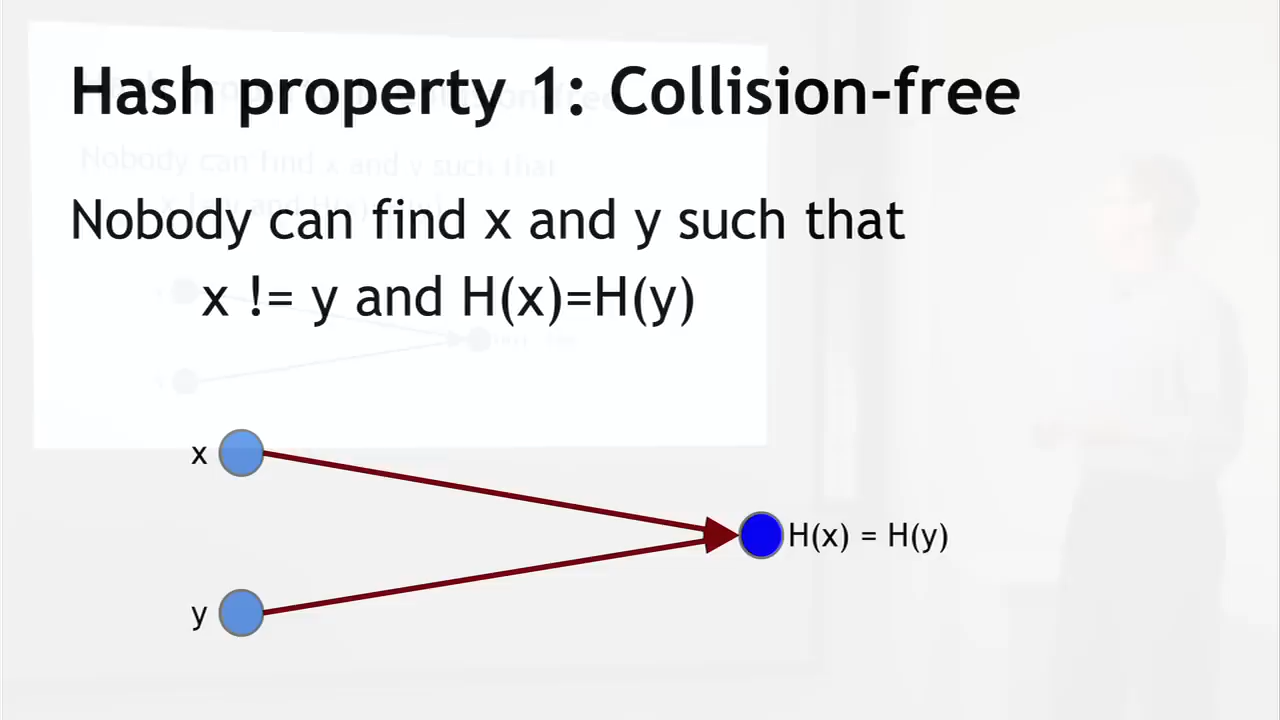 Hash property 1: Collision-free
Nobody can find x and y such that
x != y and H(x)=H(y)
x
H(x) = H(y)
y